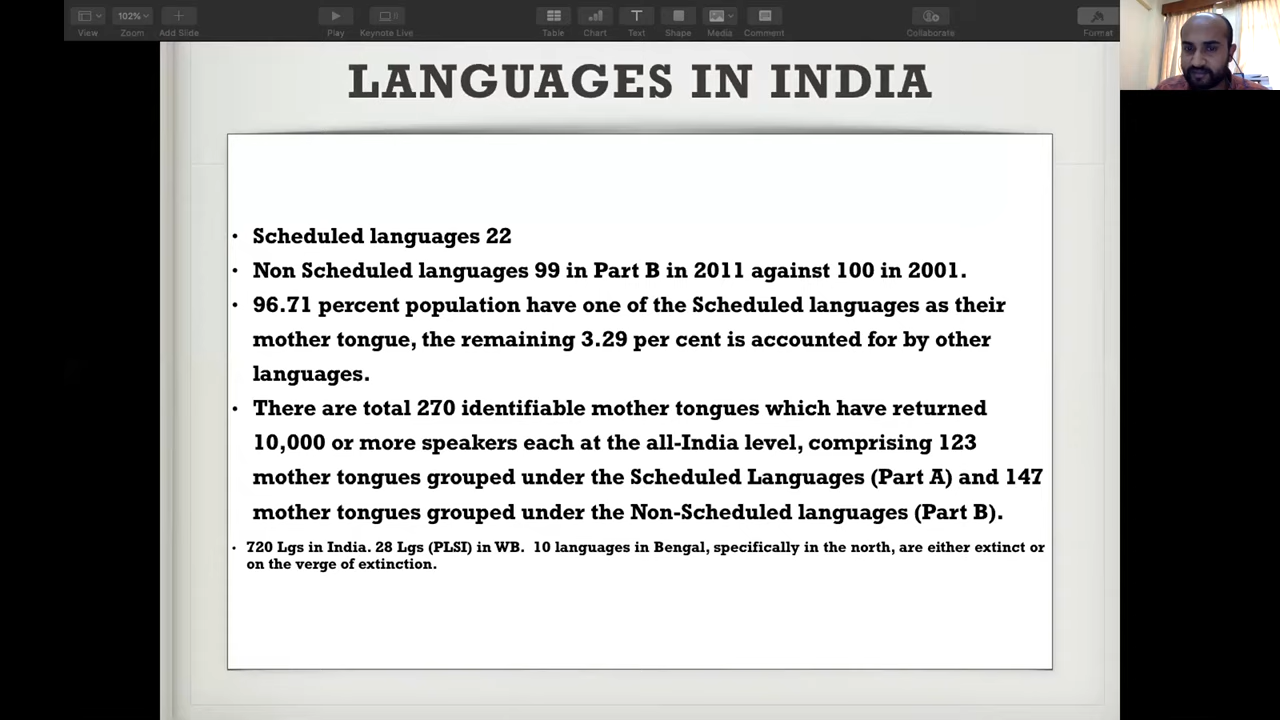 View
102%
Zoom
Add Slide
Play
Keynote Live
Table
Chart
Text
Shape
Media
Comment
Collaborate
Format
LANGUAGES IN INDIA
• Scheduled languages 22
• Non Scheduled languages 99 in Part B in 2011 against 100 in 2001.
• 96.71 percent population have one of the Scheduled languages as their
mother tongue, the remaining 3.29 per cent is accounted for by other
languages.
• There are total 270 identifiable mother tongues which have returned
10,000 or more speakers each at the all-India level, comprising 123
mother tongues grouped under the Scheduled Languages (Part A) and 147
mother tongues grouped under the Non-Scheduled languages (Part B).
• 720 Lgs in India. 28 Lgs (PLSI) in WB. 10 languages in Bengal, specifically in the north, are either extinct or
on the verge of extinction.